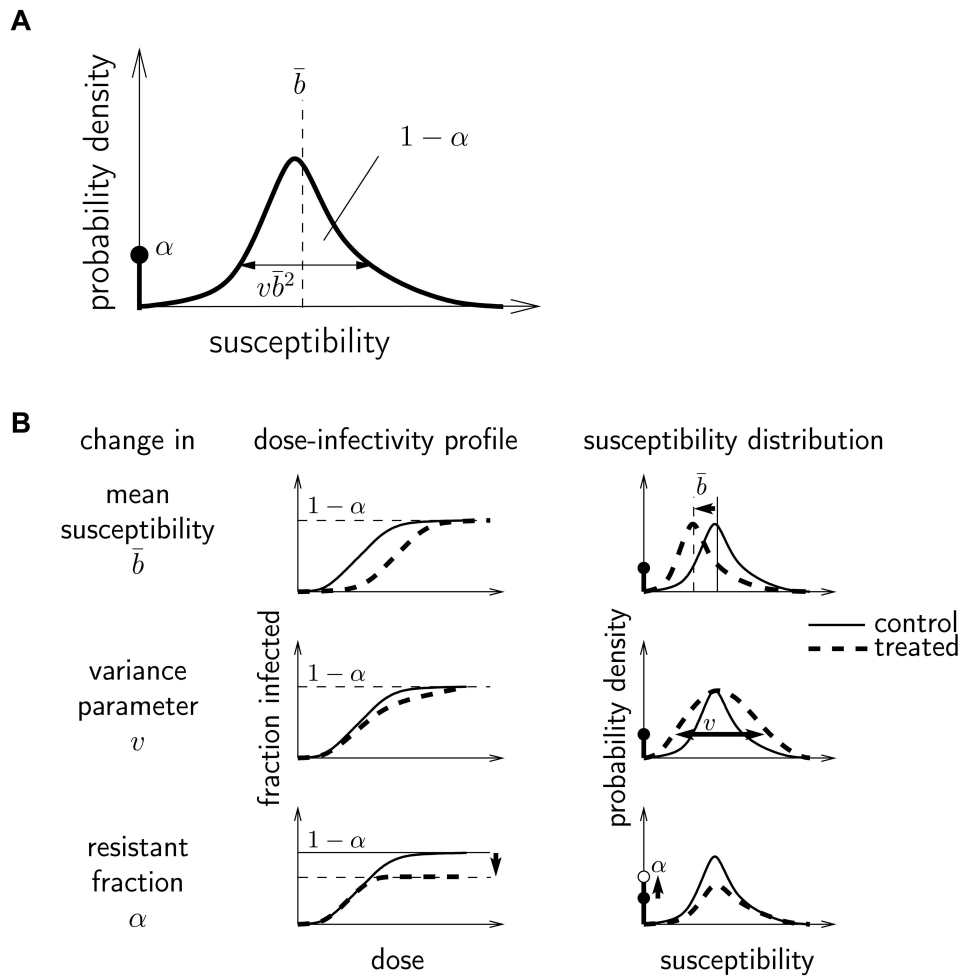 A
probability density
b̄
1 − α
α
vb̄²
susceptibility
B
change in
dose-infectivity profile
susceptibility distribution
mean
susceptibility
b̄
1 − α
b̄
control
treated
fraction infected
probability density
variance
parameter
v
1 − α
v
resistant
fraction
α
1 − α
α
dose
susceptibility